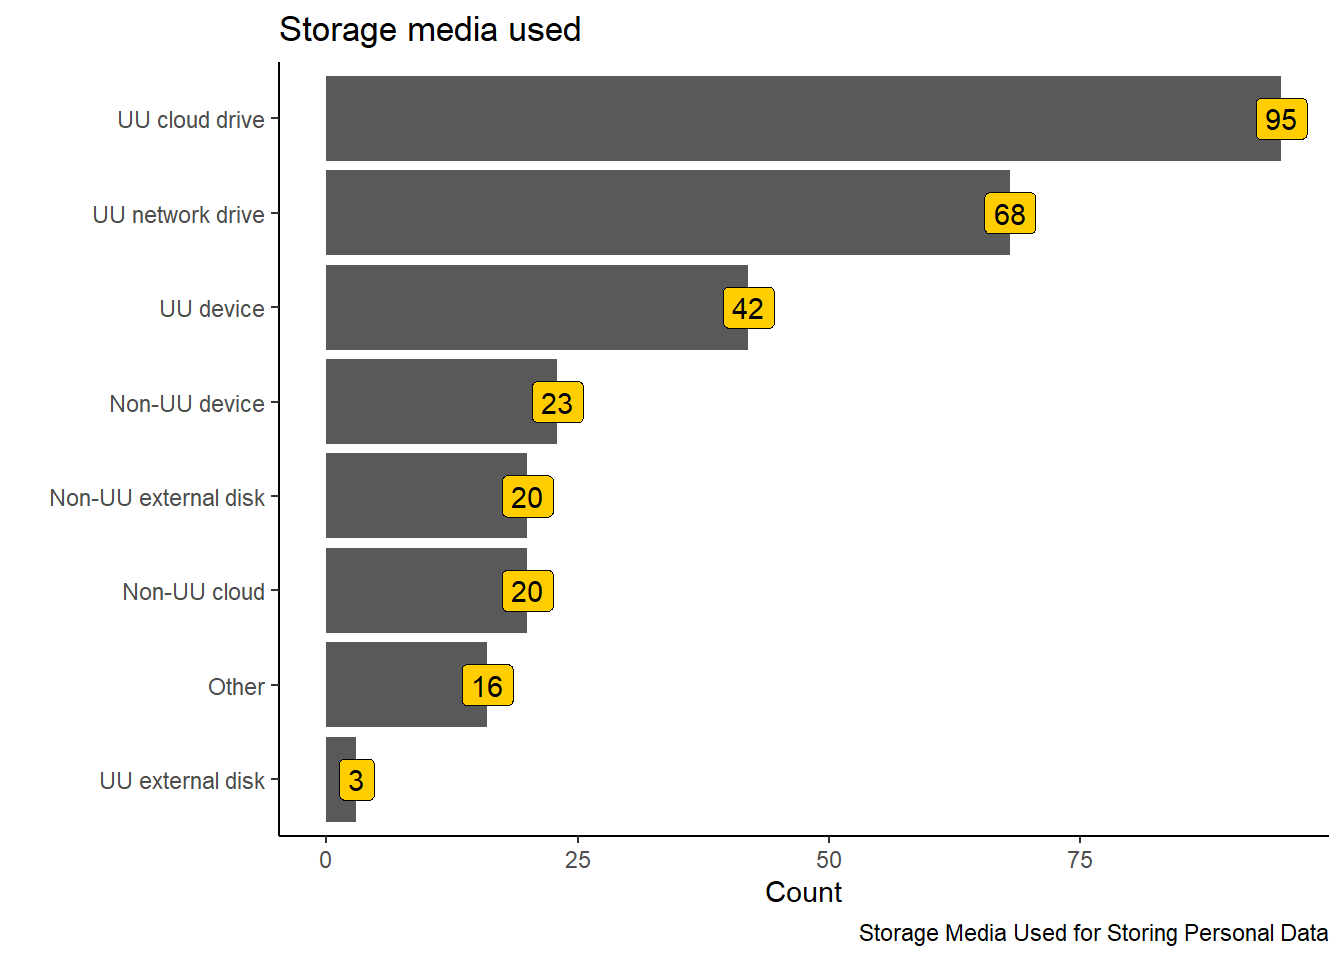 Storage media used
UU cloud drive
95
UU network drive
68
UU device
42
Non-UU device
23
Non-UU external disk
20
Non-UU cloud
20
Other
16
UU external disk
3
0
25
50
75
Count
Storage Media Used for Storing Personal Data